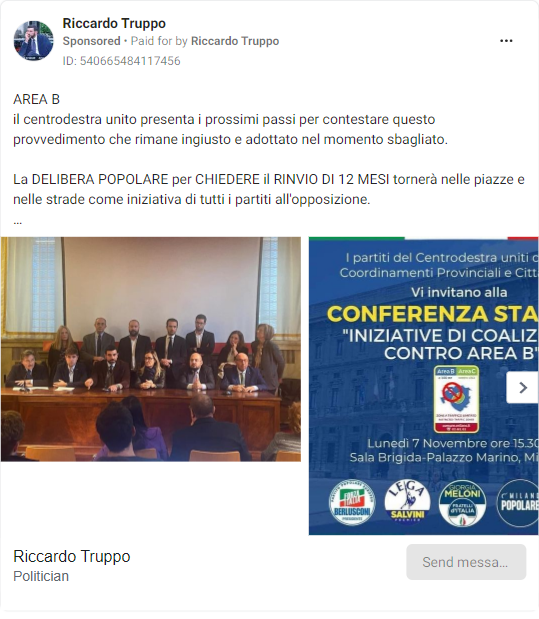 Riccardo Truppo
Sponsored • Paid for by Riccardo Truppo
ID: 540665484117456
AREA B
il centrodestra unito presenta i prossimi passi per contestare questo
provvedimento che rimane ingiusto e adottato nel momento sbagliato.
La DELIBERA POPOLARE per CHIEDERE il RINVIO DI 12 MESI tornerà nelle piazze e
nelle strade come iniziativa di tutti i partiti all'opposizione.
...
I partiti del Centrodestra uniti
Coordinamenti Provinciali e
Vi invitano alla
CONFERENZA
"INIZIATIVE DI
CONTRO AREA B"
Area B Area C
Lunedì 7 Novembre ore 15.30
Sala Brigida-Palazzo Marino,
FORZA
ITALIA
BERLUSCONI
PRESIDENTE
LEGA
SALVINI
PREMIER
GIORGIA
MELONI
FRATELLI
d'ITALIA
MILANO
POPOLARE
Riccardo Truppo
Politician
Send messa...